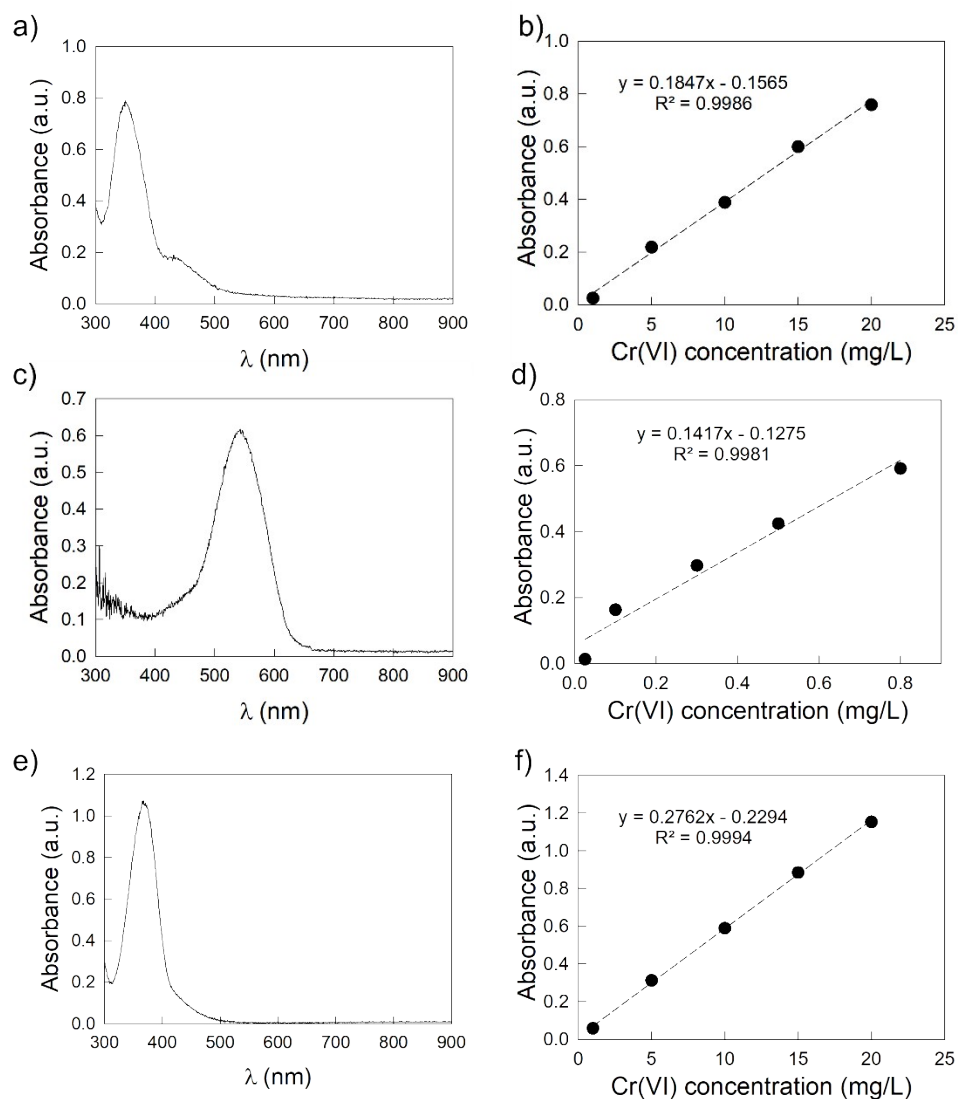 a)
1.0
0.8
0.6
0.4
0.2
0.0
Absorbance (a.u.)
300 400 500 600 700 800 900
λ (nm)
b)
1.0
0.8
0.6
0.4
0.2
0.0
Absorbance (a.u.)
y = 0.1847x - 0.1565
R² = 0.9986
0 5 10 15 20 25
Cr(VI) concentration (mg/L)
c)
0.7
0.6
0.5
0.4
0.3
0.2
0.1
0.0
Absorbance (a.u.)
300 400 500 600 700 800 900
λ (nm)
d)
0.8
0.6
0.4
0.2
0.0
Absorbance (a.u.)
y = 0.1417x - 0.1275
R² = 0.9981
0.0 0.2 0.4 0.6 0.8
Cr(VI) concentration (mg/L)
e)
1.2
1.0
0.8
0.6
0.4
0.2
0.0
Absorbance (a.u.)
300 400 500 600 700 800 900
λ (nm)
f)
1.4
1.2
1.0
0.8
0.6
0.4
0.2
0.0
Absorbance (a.u.)
y = 0.2762x - 0.2294
R² = 0.9994
0 5 10 15 20 25
Cr(VI) concentration (mg/L)